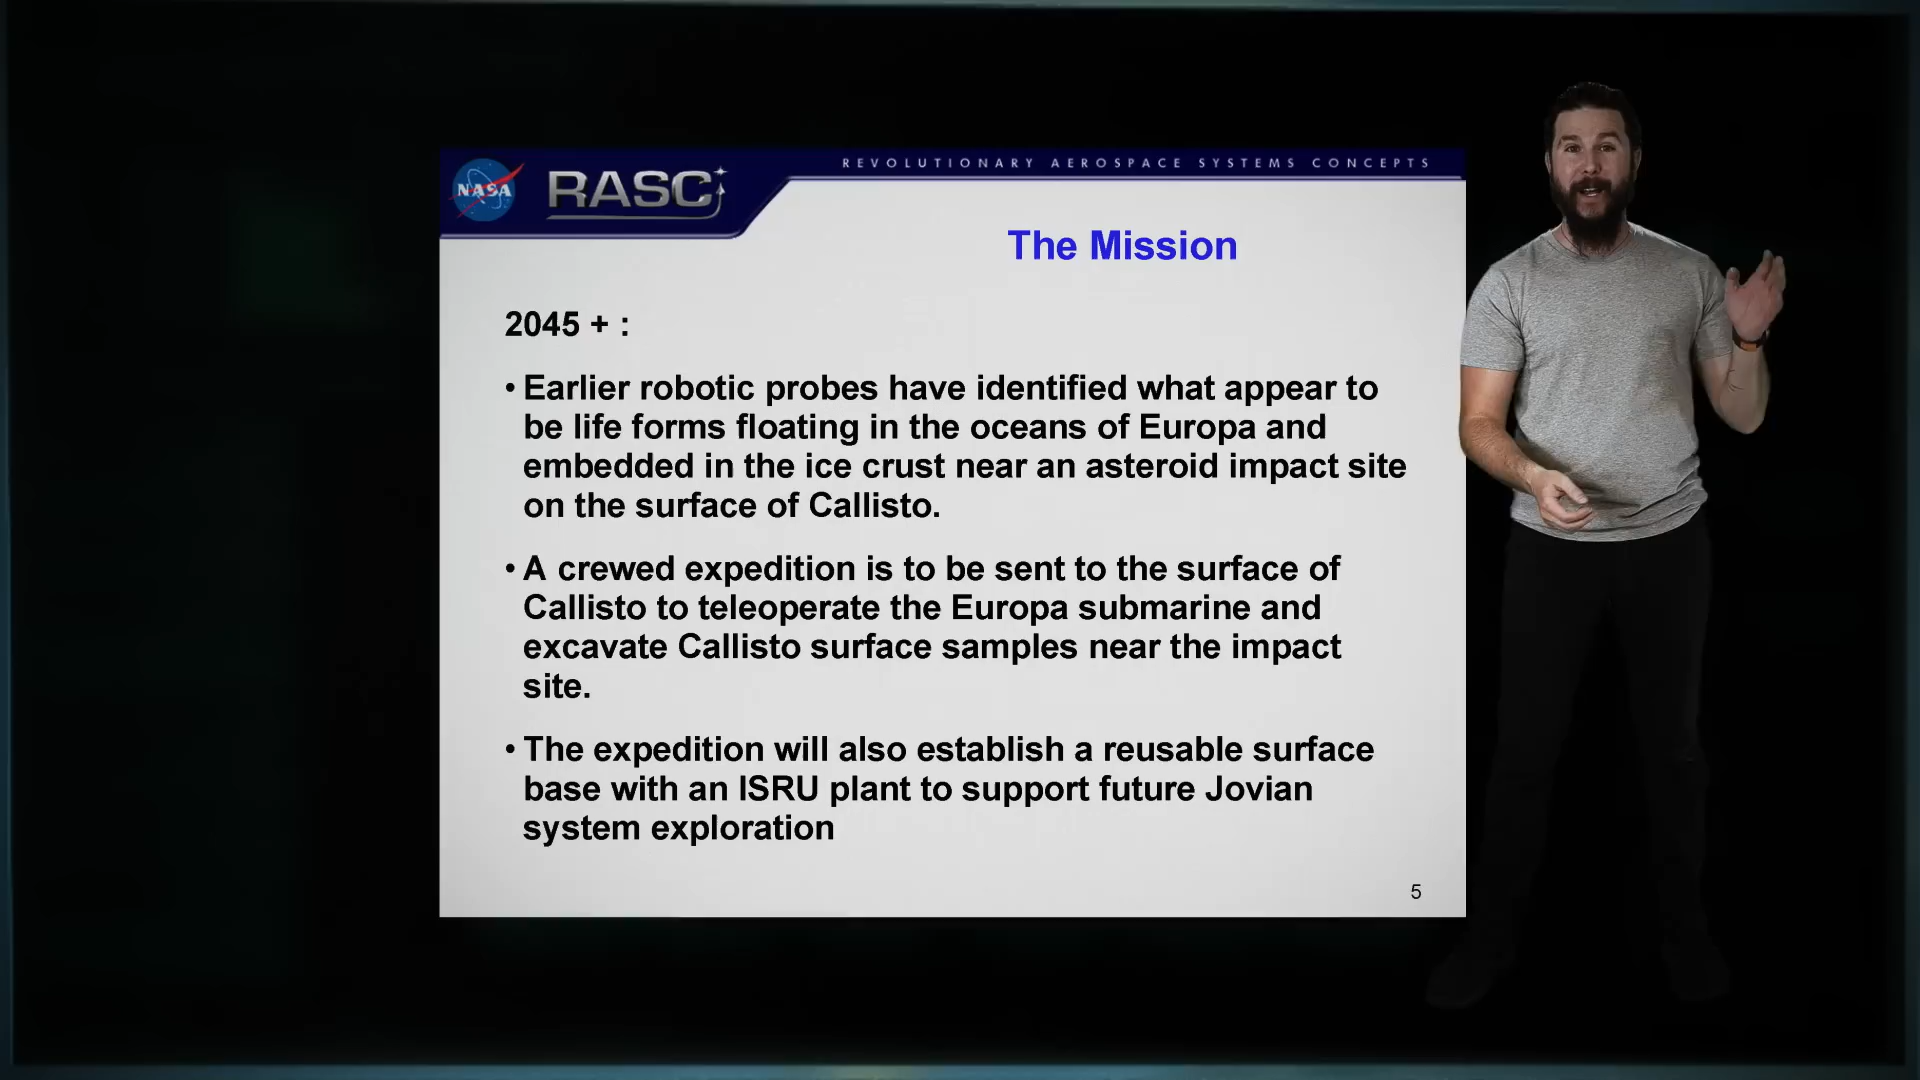 REVOLUTIONARY AEROSPACE SYSTEMS CONCEPTS
NASA
RASC
The Mission
2045 + :
• Earlier robotic probes have identified what appear to
be life forms floating in the oceans of Europa and
embedded in the ice crust near an asteroid impact site
on the surface of Callisto.
• A crewed expedition is to be sent to the surface of
Callisto to teleoperate the Europa submarine and
excavate Callisto surface samples near the impact
site.
• The expedition will also establish a reusable surface
base with an ISRU plant to support future Jovian
system exploration
5